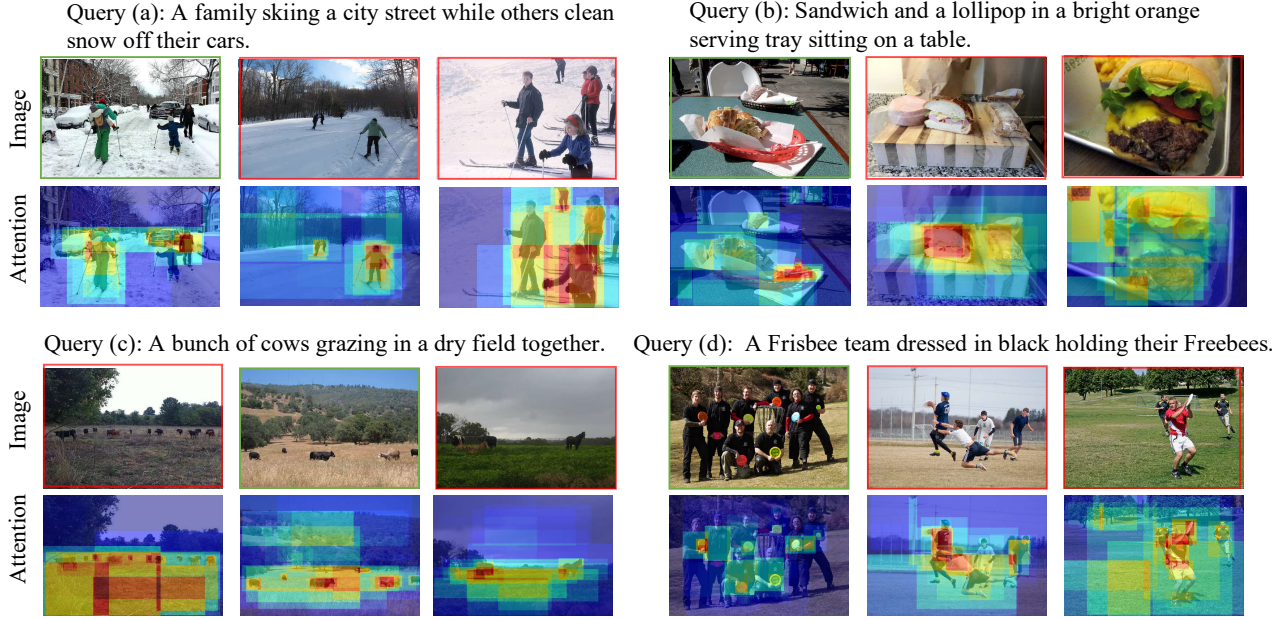 Query (a): A family skiing a city street while others clean
snow off their cars.
Query (b): Sandwich and a lollipop in a bright orange
serving tray sitting on a table.
Image
Attention
Query (c): A bunch of cows grazing in a dry field together.
Query (d): A Frisbee team dressed in black holding their Freebees.
Image
Attention